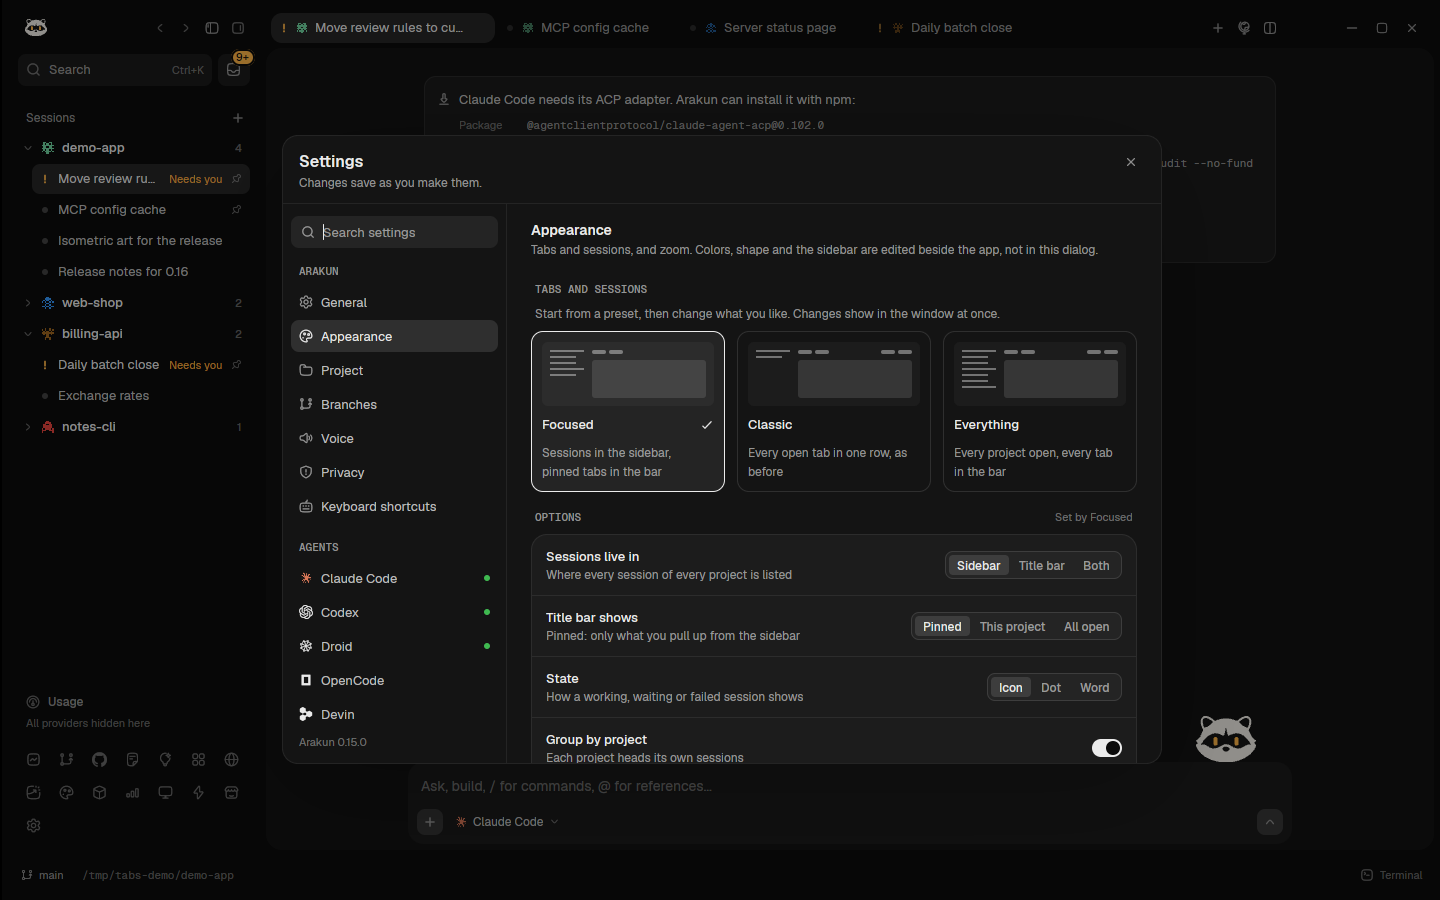 Move review rules to cu...
MCP config cache
Server status page
Daily batch close
Search
Ctrl+K
9+
Sessions
demo-app
4
Move review ru...
Needs you
MCP config cache
Isometric art for the release
Release notes for 0.16
web-shop
2
billing-api
2
Daily batch close
Needs you
Exchange rates
notes-cli
1
Usage
All providers hidden here
main
/tmp/tabs-demo/demo-app
Terminal
Claude Code needs its ACP adapter. Arakun can install it with npm:
Package
@agentclientprotocol/claude-agent-acp@0.102.0
udit --no-fund
Settings
Changes save as you make them.
Search settings
ARAKUN
General
Appearance
Project
Branches
Voice
Privacy
Keyboard shortcuts
AGENTS
Claude Code
Codex
Droid
OpenCode
Devin
Arakun 0.15.0
Appearance
Tabs and sessions, and zoom. Colors, shape and the sidebar are edited beside the app, not in this dialog.
TABS AND SESSIONS
Start from a preset, then change what you like. Changes show in the window at once.
Focused
Sessions in the sidebar,
pinned tabs in the bar
Classic
Every open tab in one row, as
before
Everything
Every project open, every tab
in the bar
OPTIONS
Set by Focused
Sessions live in
Where every session of every project is listed
Sidebar
Title bar
Both
Title bar shows
Pinned: only what you pull up from the sidebar
Pinned
This project
All open
State
How a working, waiting or failed session shows
Icon
Dot
Word
Group by project
Each project heads its own sessions
Ask, build, / for commands, @ for references...
Claude Code